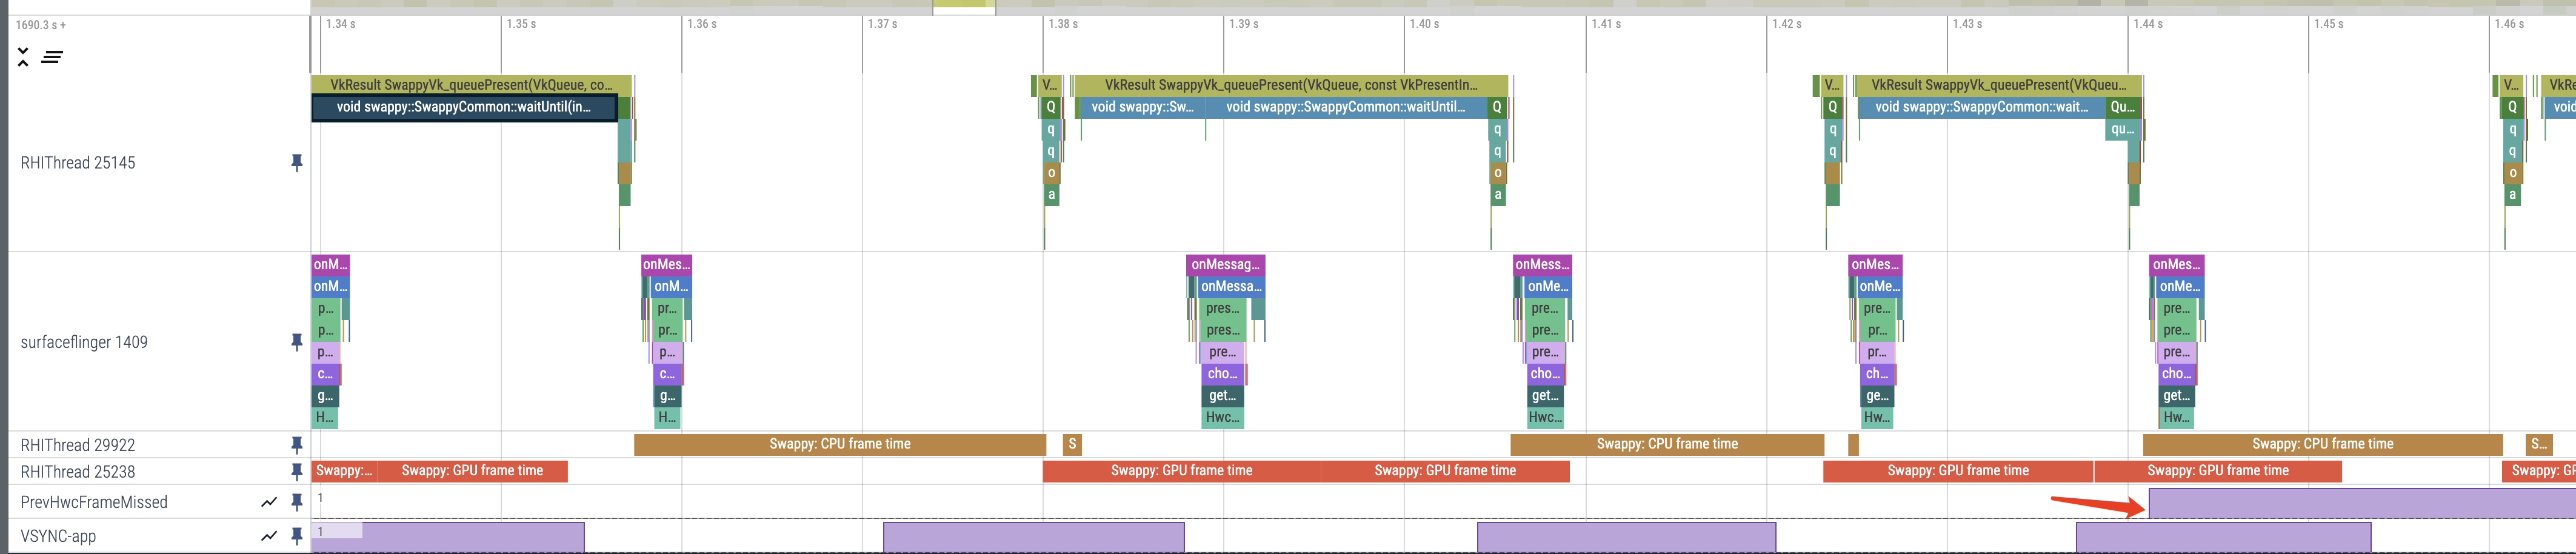 1690.3 s +
1.34 s 1.35 s 1.36 s 1.37 s 1.38 s 1.39 s 1.40 s 1.41 s 1.42 s 1.43 s 1.44 s 1.45 s 1.46 s
RHIThread 25145
VkResult SwappyVk_queuePresent(VkQueue, co... V... VkResult SwappyVk_queuePresent(VkQueue, const VkPresentIn... V... VkResult SwappyVk_queuePresent(VkQueu... V... VkRe
void swappy::SwappyCommon::waitUntil(in... Q void swappy::Sw... void swappy::SwappyCommon::waitUntil... Q Q void swappy::SwappyCommon::wait... Qu... Q void
q q q qu... q
q q q q
o o o
a a a
surfaceflinger 1409
onM... onMes... onMessag... onMess... onMes... onMes...
onM... onM... onMessa... onMe... onMe... onMe...
p... pr... pres... pre... pre... pre...
p... pr... pres... pre... pr... pre...
p... p... pre... pre... pr... pre...
c... c... cho... cho... ch... cho...
g... g... get... get... ge... get...
H... H... Hwc... Hwc... Hw... Hw...
RHIThread 29922
Swappy: CPU frame time S Swappy: CPU frame time Swappy: CPU frame time S...
RHIThread 25238
Swappy:... Swappy: GPU frame time Swappy: GPU frame time Swappy: GPU frame time Swappy: GPU frame time Swappy: GPU frame time Swappy: GP
PrevHwcFrameMissed 1
VSYNC-app 1